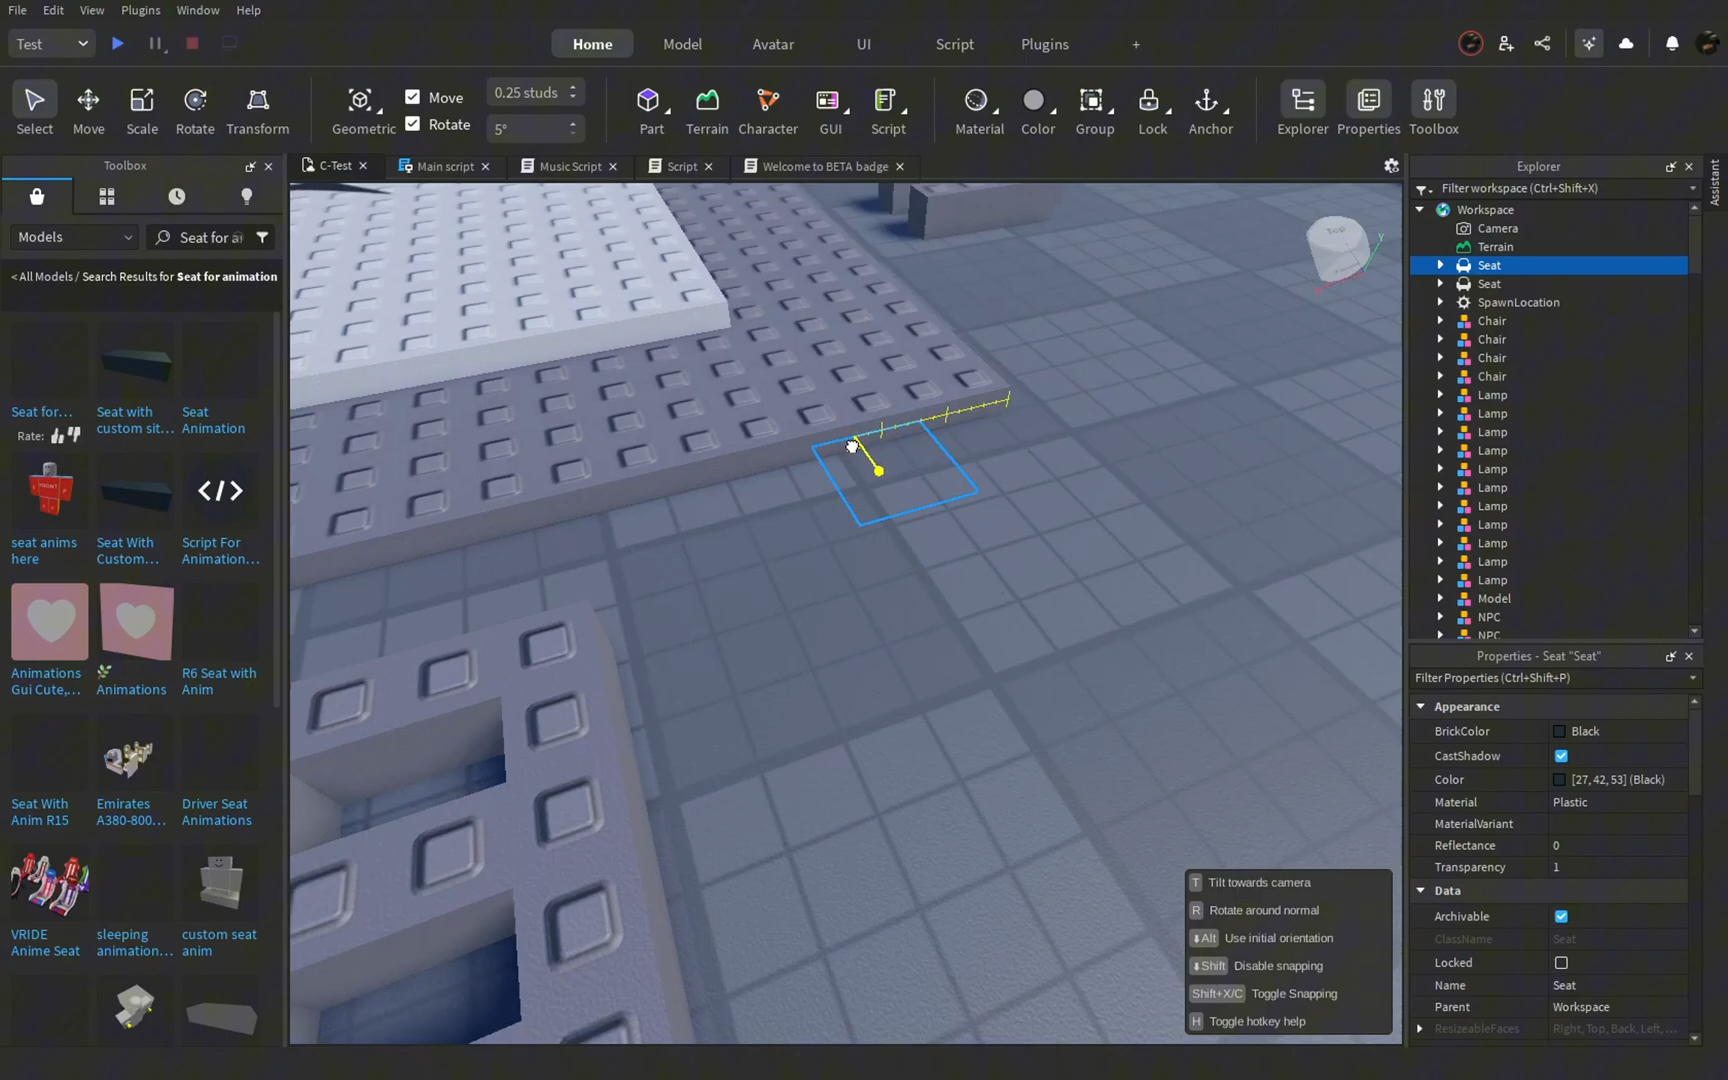 File Edit View Plugins Window Help
Test Home Model Avatar UI Script Plugins +
Select Move Scale Rotate Transform Geometric Move Rotate 0.25 studs 5° Part Terrain Character GUI Script Material Color Group Lock Anchor Explorer Properties Toolbox
Toolbox
C-Test Main script Music Script Script Welcome to BETA badge
Models
Seat for
< All Models / Search Results for Seat for animation
Seat for...
Rate:
Seat with
custom sit...
Seat
Animation
seat anims
here
Seat With
Custom...
Script For
Animation...
Animations
Gui Cute,...
Animations
R6 Seat with
Anim
Seat With
Anim R15
Emirates
A380-800...
Driver Seat
Animations
VRIDE
Anime Seat
sleeping
animation...
custom seat
anim
FRONT
Top
Y
T Tilt towards camera
R Rotate around normal
Alt Use initial orientation
Shift Disable snapping
Shift+X/C Toggle Snapping
H Toggle hotkey help
Explorer
Assistant
Filter workspace (Ctrl+Shift+X)
Workspace
Camera
Terrain
Seat
Seat
SpawnLocation
Chair
Chair
Chair
Chair
Lamp
Lamp
Lamp
Lamp
Lamp
Lamp
Lamp
Lamp
Lamp
Lamp
Lamp
Model
NPC
NPC
Properties - Seat "Seat"
Filter Properties (Ctrl+Shift+P)
Appearance
BrickColor Black
CastShadow
Color [27, 42, 53] (Black)
Material Plastic
MaterialVariant
Reflectance 0
Transparency 1
Data
Archivable
ClassName Seat
Locked
Name Seat
Parent Workspace
ResizeableFaces Right, Top, Back, Left, ...